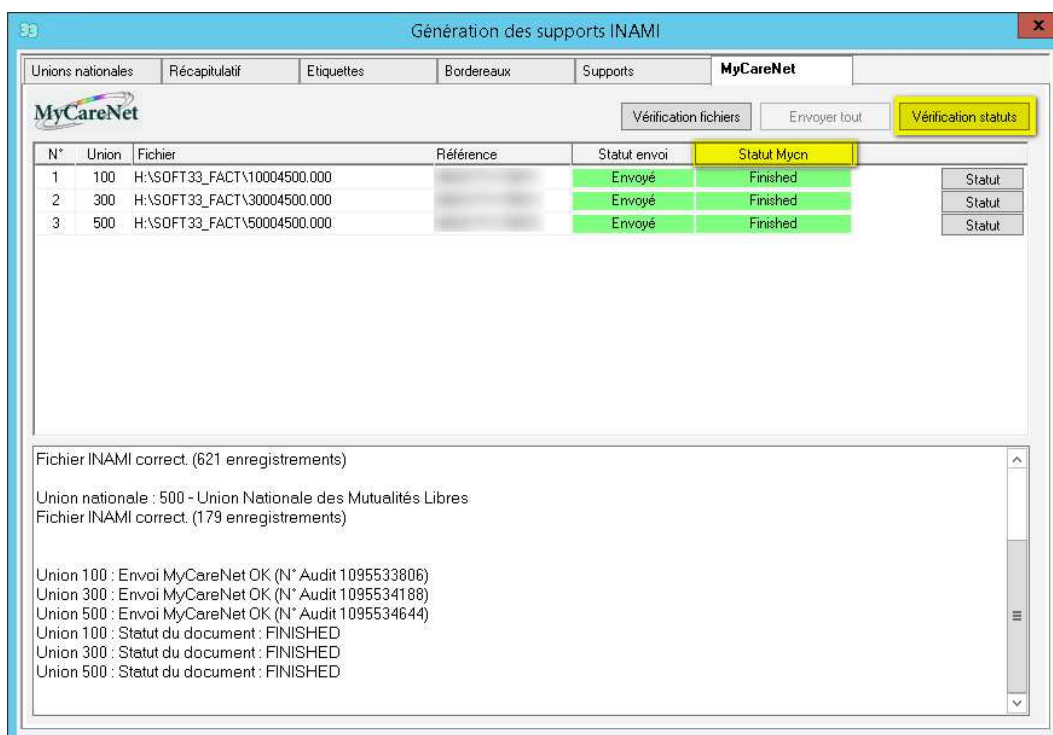 33 Génération des supports INAMI x
Unions nationales Récapitulatif Etiquettes Bordereaux Supports MyCareNet
MyCareNet Vérification fichiers Envoyer tout Vérification statuts
N° Union Fichier Référence Statut envoi Statut Mycn
1 100 H:\SOFT33_FACT\10004500.000 Envoyé Finished Statut
2 300 H:\SOFT33_FACT\30004500.000 Envoyé Finished Statut
3 500 H:\SOFT33_FACT\50004500.000 Envoyé Finished Statut
Fichier INAMI correct. (621 enregistrements)
Union nationale : 500 - Union Nationale des Mutualités Libres
Fichier INAMI correct. (179 enregistrements)
Union 100 : Envoi MyCareNet OK (N° Audit 1095533806)
Union 300 : Envoi MyCareNet OK (N° Audit 1095534188)
Union 500 : Envoi MyCareNet OK (N° Audit 1095534644)
Union 100 : Statut du document : FINISHED
Union 300 : Statut du document : FINISHED
Union 500 : Statut du document : FINISHED